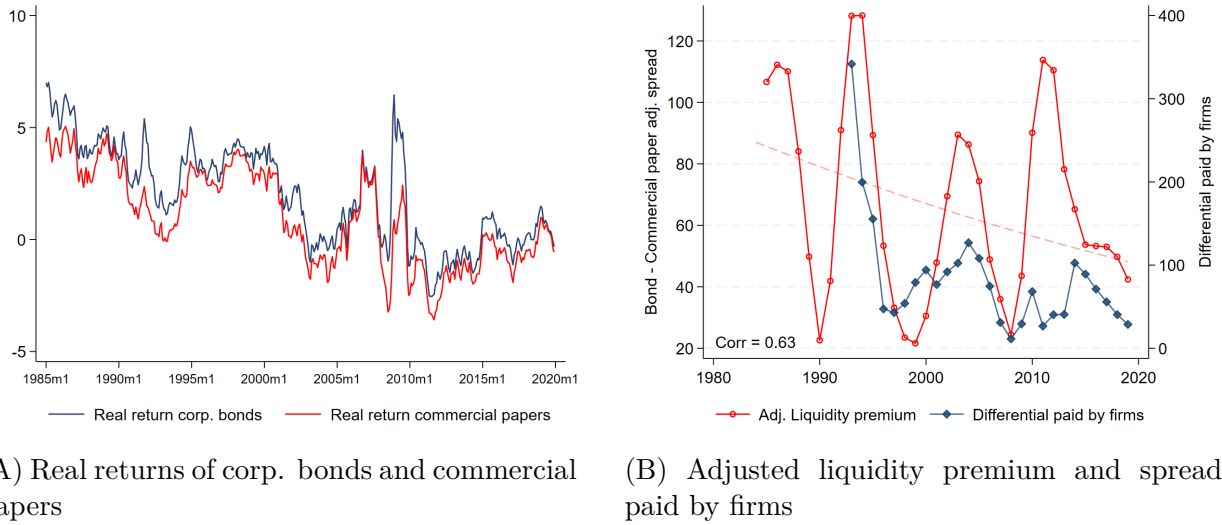 10
5
0
-5
1985m1 1990m1 1995m1 2000m1 2005m1 2010m1 2015m1 2020m1
Real return corp. bonds Real return commercial papers
A) Real returns of corp. bonds and commercial
apers
Bond - Commercial paper adj. spread
120
100
80
60
40
20
Corr = 0.63
400
300
200
100
0
Differential paid by firms
1980 1990 2000 2010 2020
Adj. Liquidity premium Differential paid by firms
(B) Adjusted liquidity premium and spread
paid by firms